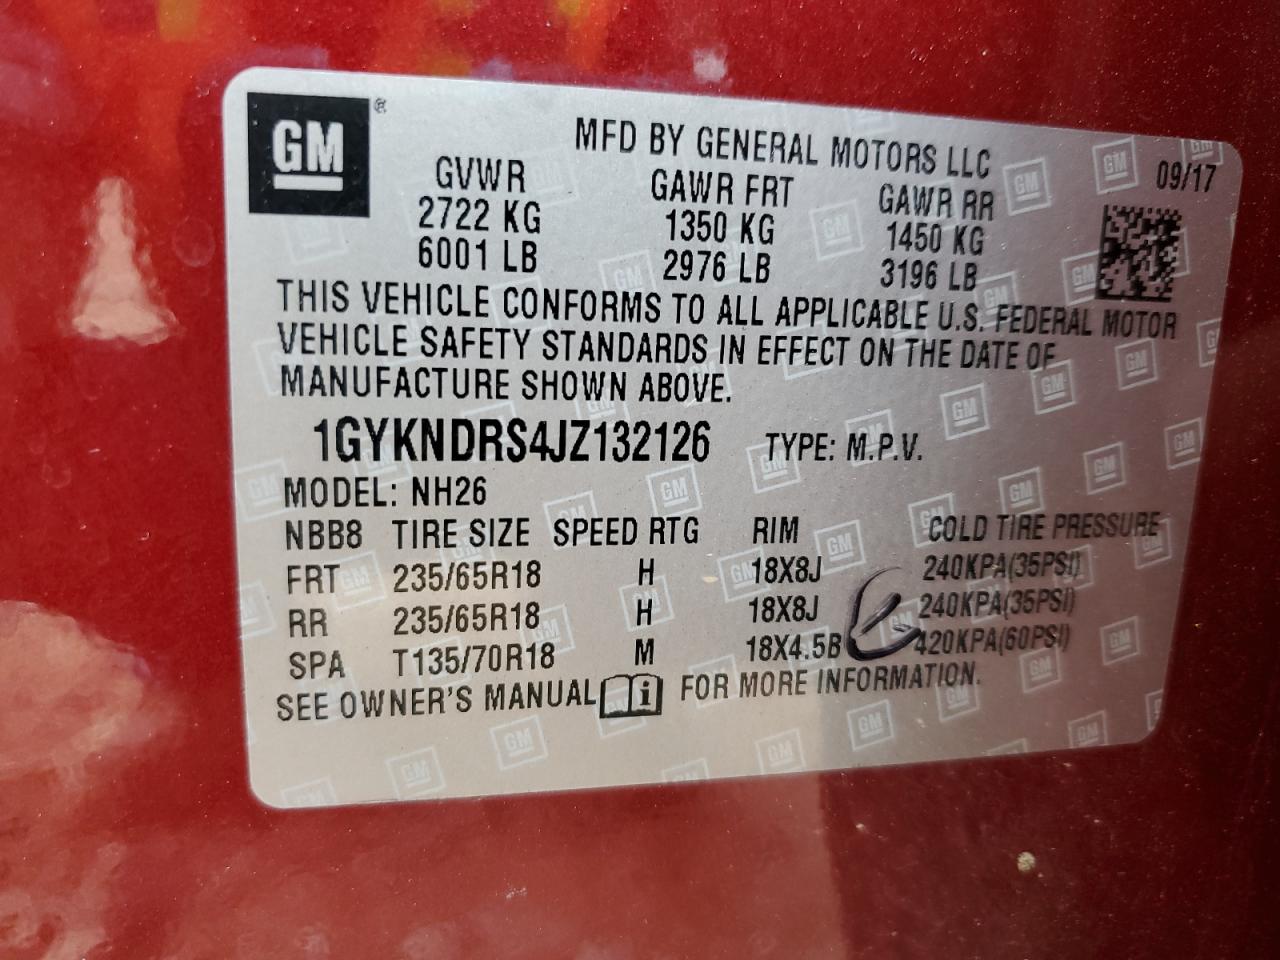 GM ®
MFD BY GENERAL MOTORS LLC
09/17
GVWR GAWR FRT GAWR RR
2722 KG 1350 KG 1450 KG
6001 LB 2976 LB 3196 LB
THIS VEHICLE CONFORMS TO ALL APPLICABLE U.S. FEDERAL MOTOR
VEHICLE SAFETY STANDARDS IN EFFECT ON THE DATE OF
MANUFACTURE SHOWN ABOVE.
1GYKNDRS4JZ132126 TYPE: M.P.V.
MODEL: NH26
NBB8 TIRE SIZE SPEED RTG RIM COLD TIRE PRESSURE
FRT 235/65R18 H 18X8J 240KPA(35PSI)
RR 235/65R18 H 18X8J 240KPA(35PSI)
SPA T135/70R18 M 18X4.5B 420KPA(60PSI)
SEE OWNER'S MANUAL i FOR MORE INFORMATION.